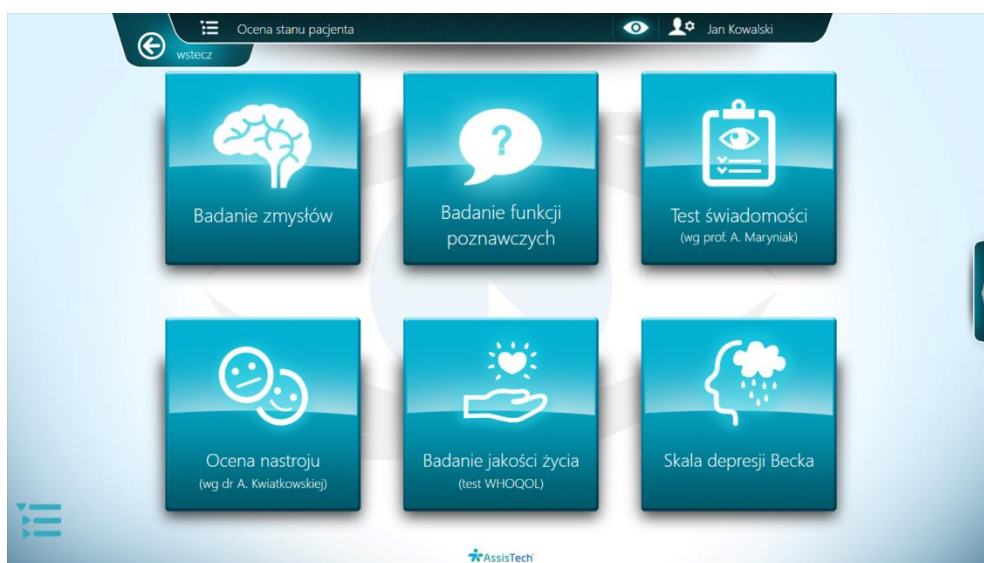 Ocena stanu pacjenta
Jan Kowalski
wstecz
Badanie zmysłów
Badanie funkcji
poznawczych
?
Test świadomości
(wg prof. A. Maryniak)
Ocena nastroju
(wg dr A. Kwiatkowskiej)
Badanie jakości życia
(test WHOQOL)
Skala depresji Becka
AssisTech